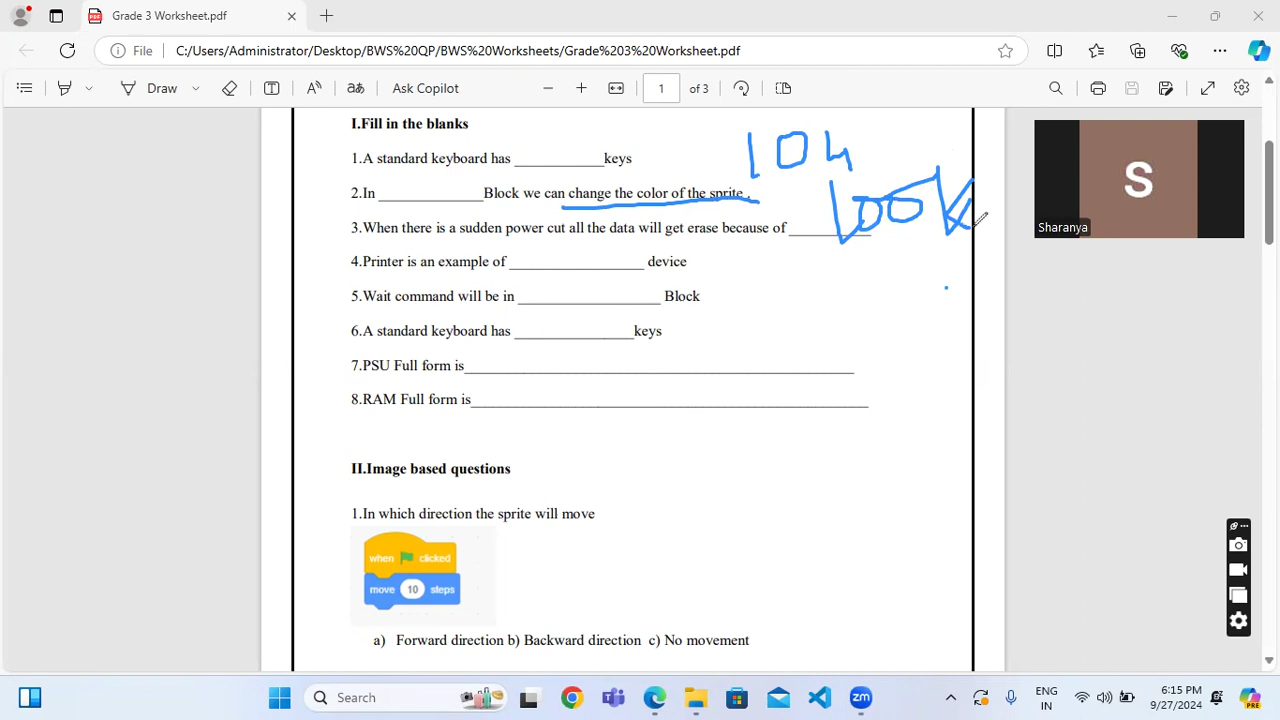 Grade 3 Worksheet.pdf
File C:/Users/Administrator/Desktop/BWS%20QP/BWS%20Worksheets/Grade%203%20Worksheet.pdf
Draw Ask Copilot 1 of 3
I.Fill in the blanks
1.A standard keyboard has ____________keys
104
2.In ______________Block we can change the color of the sprite .
look
3.When there is a sudden power cut all the data will get erase because of ___________
4.Printer is an example of __________________ device
5.Wait command will be in ___________________ Block
6.A standard keyboard has ________________keys
7.PSU Full form is____________________________________________________
8.RAM Full form is_____________________________________________________
II.Image based questions
1.In which direction the sprite will move
when clicked
move 10 steps
a) Forward direction b) Backward direction c) No movement
S
Sharanya
Search
ENG
IN
6:15 PM
9/27/2024
PRE